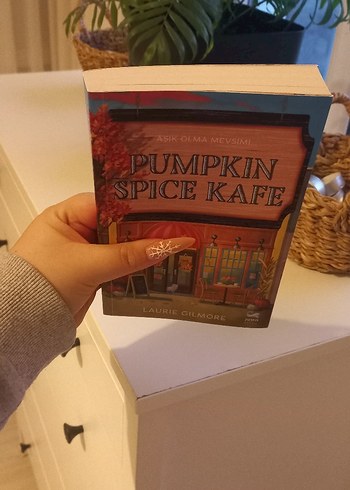 AŞIK OLMA MEVSİMİ
PUMPKIN
SPICE KAFE
LAURIE GILMORE